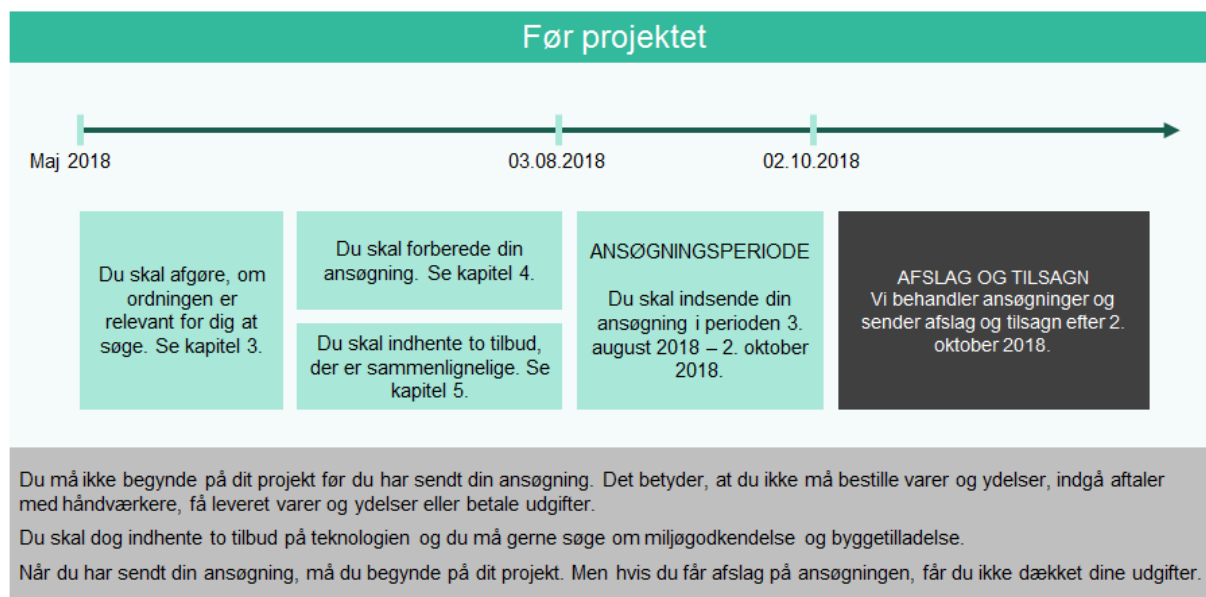 Før projektet
Maj 2018
03.08.2018
02.10.2018
Du skal afgøre, om
ordningen er
relevant for dig at
søge. Se kapitel 3.
Du skal forberede din
ansøgning. Se kapitel 4.
Du skal indhente to tilbud,
der er sammenlignelige. Se
kapitel 5.
ANSØGNINGSPERIODE
Du skal indsende din
ansøgning i perioden 3.
august 2018 – 2. oktober
2018.
AFSLAG OG TILSAGN
Vi behandler ansøgninger og
sender afslag og tilsagn efter 2.
oktober 2018.
Du må ikke begynde på dit projekt før du har sendt din ansøgning. Det betyder, at du ikke må bestille varer og ydelser, indgå aftaler
med håndværkere, få leveret varer og ydelser eller betale udgifter.
Du skal dog indhente to tilbud på teknologien og du må gerne søge om miljøgodkendelse og byggetilladelse.
Når du har sendt din ansøgning, må du begynde på dit projekt. Men hvis du får afslag på ansøgningen, får du ikke dækket dine udgifter.